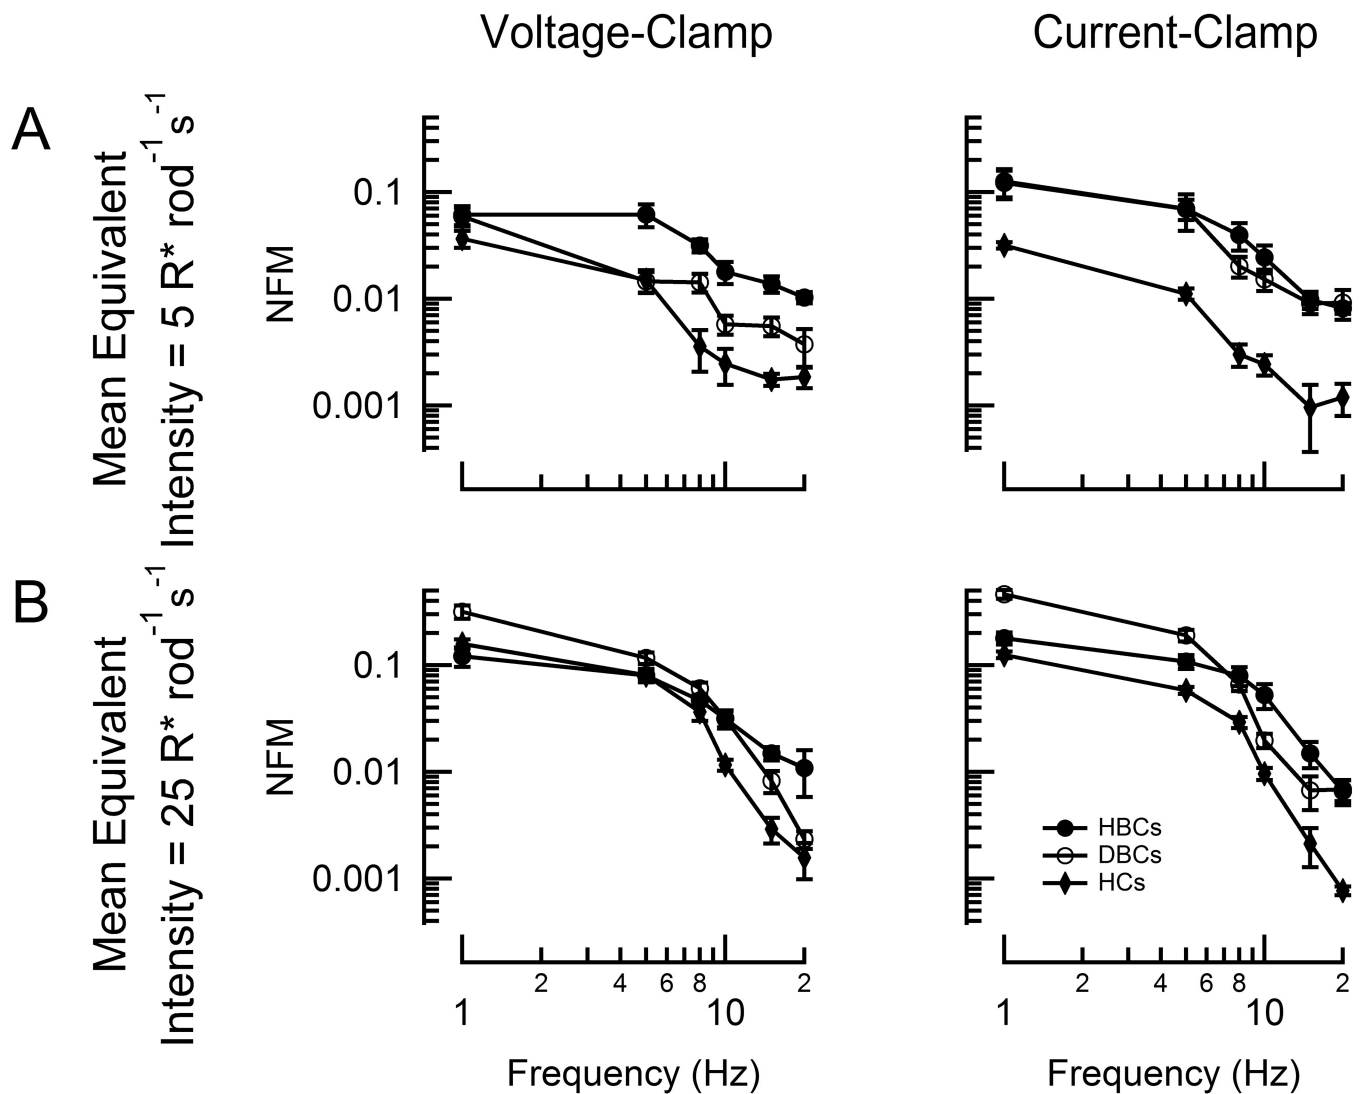 Voltage-Clamp
Current-Clamp
A
Mean Equivalent
Intensity = 5 R* rod-1 s-1
NFM
0.1
0.01
0.001
B
Mean Equivalent
Intensity = 25 R* rod-1 s-1
NFM
0.1
0.01
0.001
HBCs
DBCs
HCs
2 4 6 8 2
1 10
2 4 6 8 2
1 10
Frequency (Hz)
Frequency (Hz)